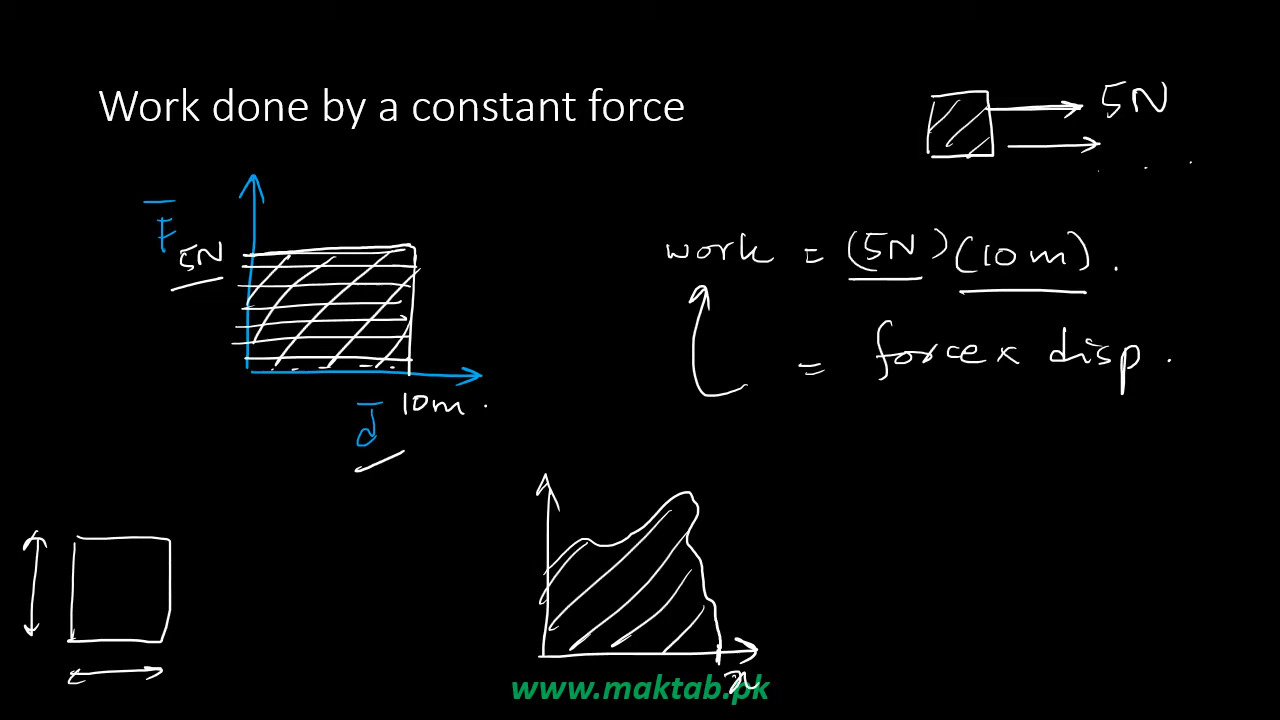 Work done by a constant force
5N
F
5N
work = (5N) (10m).
= force x disp.
10m.
d
x
www.maktab.pk